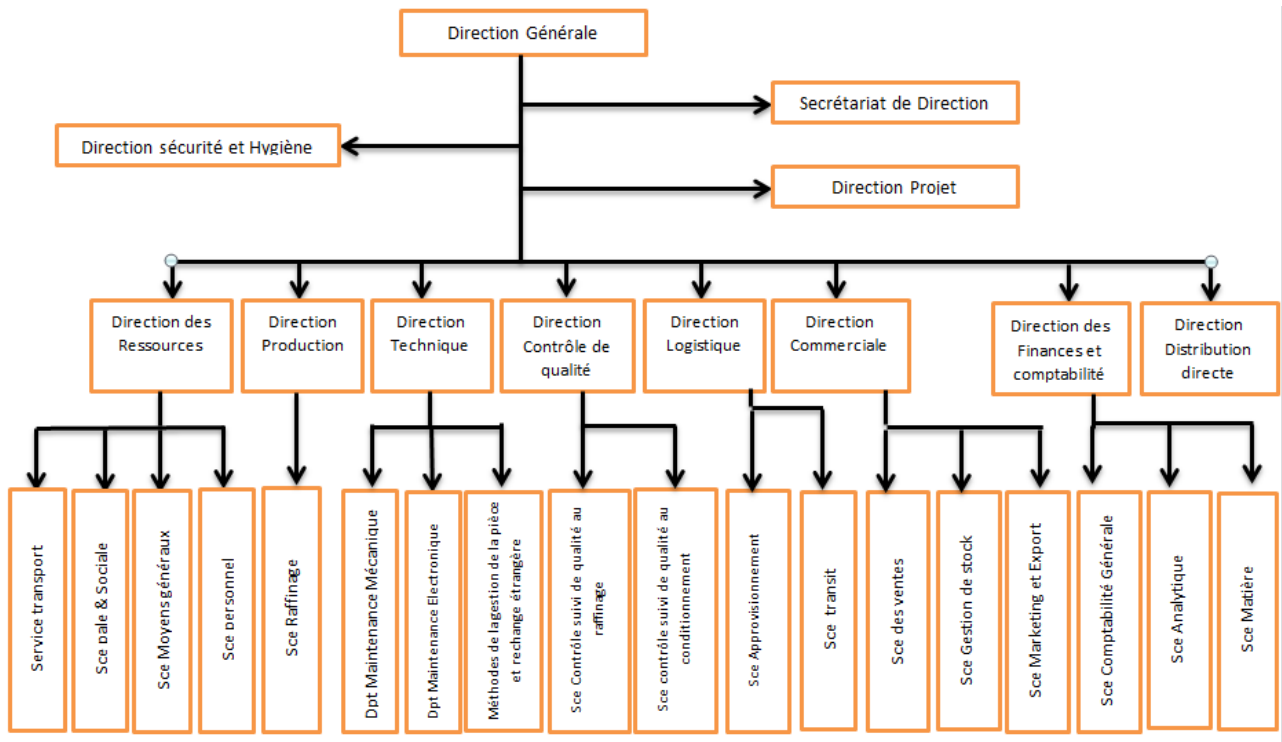 Direction Générale
Secrétariat de Direction
Direction sécurité et Hygiène
Direction Projet
Direction des
Ressources
Direction
Production
Direction
Technique
Direction
Contrôle de
qualité
Direction
Logistique
Direction
Commerciale
Direction des
Finances et
comptabilité
Direction
Distribution
directe
Service transport
Sce Paie & Sociale
Sce Moyens généraux
Sce personnel
Sce Raffinage
Dpt Maintenance Mécanique
Dpt Maintenance Electronique
Méthodes de lagestion de la pièce
et rechange étrangère
Sce Contrôle suivi de qualité au
raffinage
Sce contrôle suivi de qualité au
conditionnement
Sce Approvisionnement
Sce transit
Sce des ventes
Sce Gestion de stock
Sce Marketing et Export
Sce Comptabilité Générale
Sce Analytique
Sce Matière